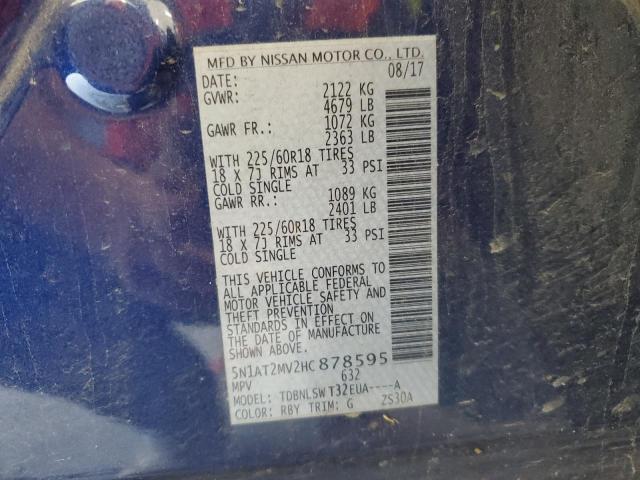 MFD BY NISSAN MOTOR CO., LTD.
DATE: 08/17
GVWR: 2122 KG
4679 LB
GAWR FR.: 1072 KG
2363 LB
WITH 225/60R18 TIRES
18 X 7J RIMS AT 33 PSI
COLD SINGLE
GAWR RR.: 1089 KG
2401 LB
WITH 225/60R18 TIRES
18 X 7J RIMS AT 33 PSI
COLD SINGLE
THIS VEHICLE CONFORMS TO
ALL APPLICABLE FEDERAL
MOTOR VEHICLE SAFETY AND
THEFT PREVENTION
STANDARDS IN EFFECT ON
THE DATE OF MANUFACTURE
SHOWN ABOVE.
5N1AT2MV2HC878595
MPV 632
MODEL: TDBNLSW T32EUA----A
COLOR: RBY TRIM: G ZS30A